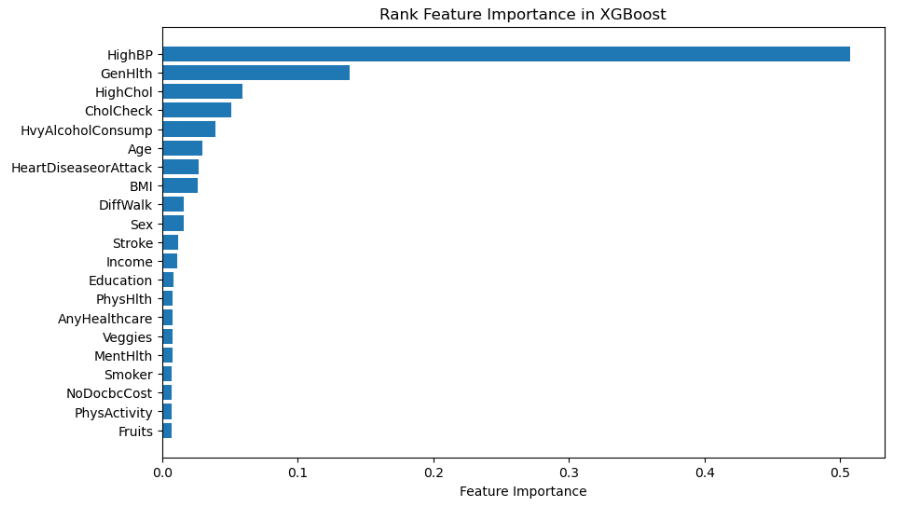 Rank Feature Importance in XGBoost
HighBP
GenHlth
HighChol
CholCheck
HvyAlcoholConsump
Age
HeartDiseaseorAttack
BMI
DiffWalk
Sex
Stroke
Income
Education
PhysHlth
AnyHealthcare
Veggies
MentHlth
Smoker
NoDocbcCost
PhysActivity
Fruits
0.0 0.1 0.2 0.3 0.4 0.5
Feature Importance